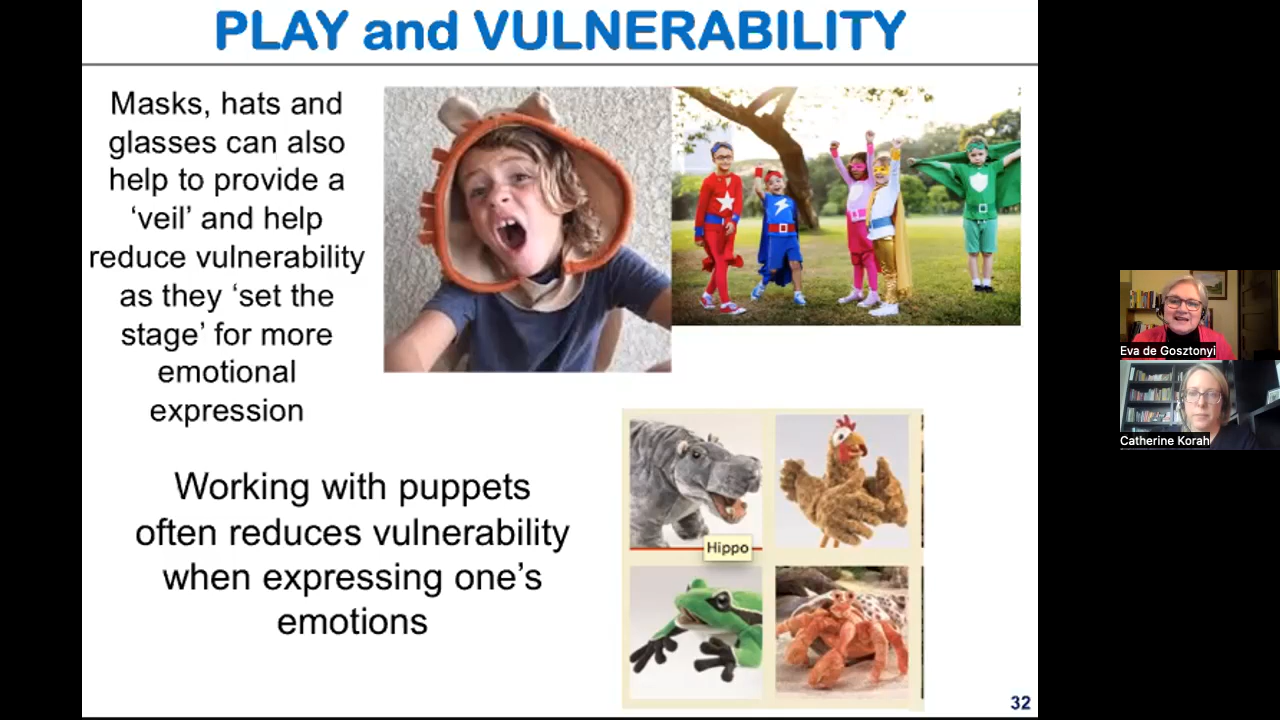 PLAY and VULNERABILITY
Masks, hats and
glasses can also
help to provide a
‘veil’ and help
reduce vulnerability
as they ‘set the
stage’ for more
emotional
expression
Working with puppets
often reduces vulnerability
when expressing one’s
emotions
Hippo
32
Eva de Gosztonyi
Catherine Korah